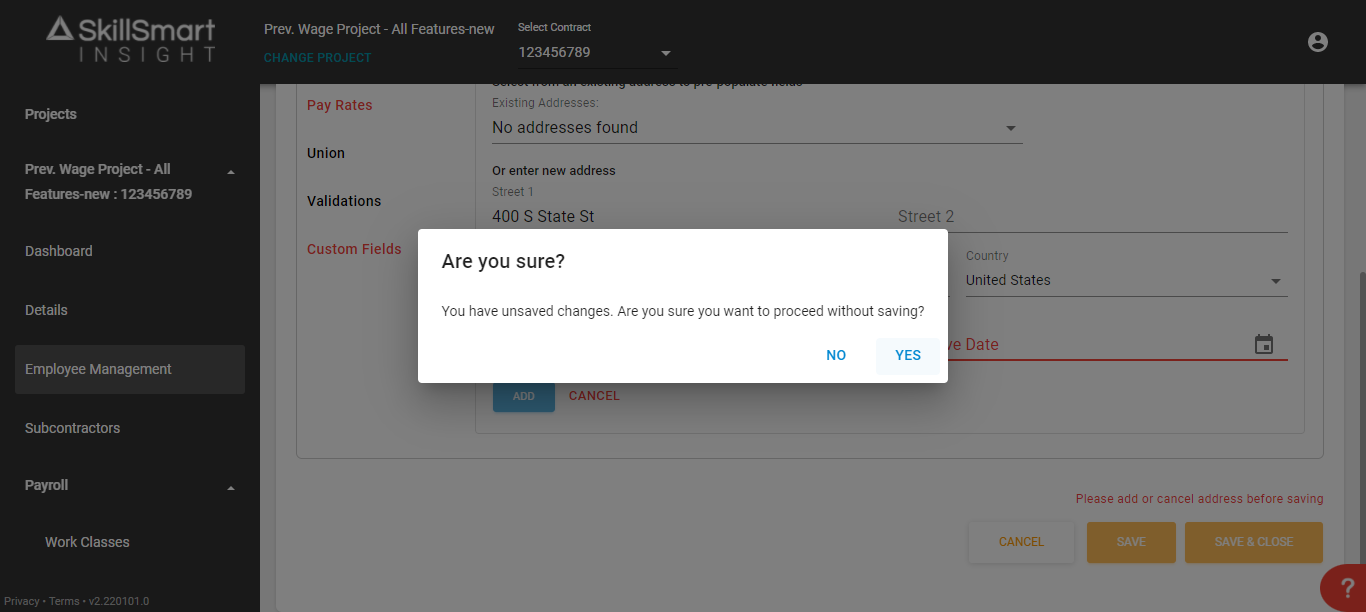 SkillSmart
INSIGHT
Prev. Wage Project - All Features-new
CHANGE PROJECT
Select Contract
123456789
Projects
Prev. Wage Project - All
Features-new : 123456789
Dashboard
Details
Employee Management
Subcontractors
Payroll
Work Classes
Privacy • Terms • v2.220101.0
Pay Rates
Union
Validations
Custom Fields
Select from an existing address to pre-populate fields
Existing Addresses:
No addresses found
Or enter new address
Street 1
400 S State St
Street 2
Country
United States
ve Date
ADD
CANCEL
Are you sure?
You have unsaved changes. Are you sure you want to proceed without saving?
NO
YES
Please add or cancel address before saving
CANCEL
SAVE
SAVE & CLOSE
?